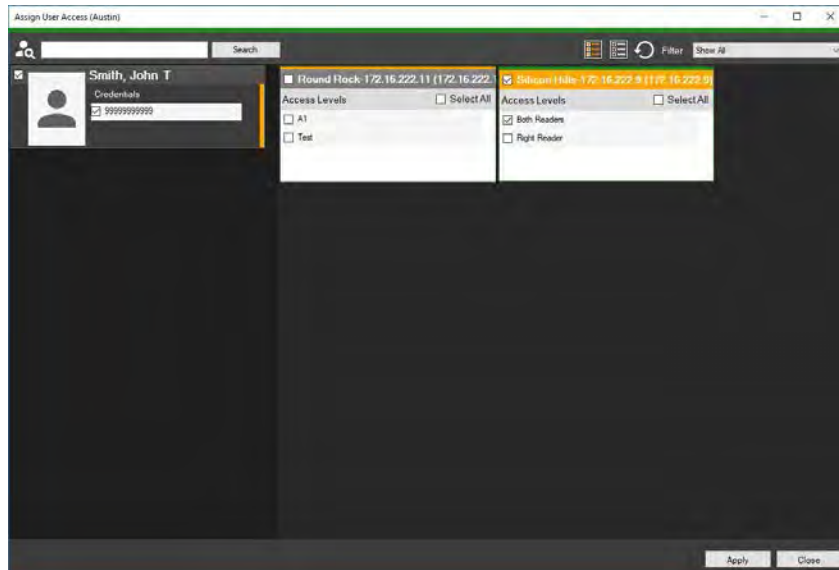 Assign User Access (Austin)
Search
Filter Show All
Smith, John T
Credentials
99999999999
Round Rock-172.16.222.11 (172.16.222.1
Access Levels Select All
A1
Test
Silicon Hills-172.16.222.9 (172.16.222.9)
Access Levels Select All
Both Readers
Right Reader
Apply Close